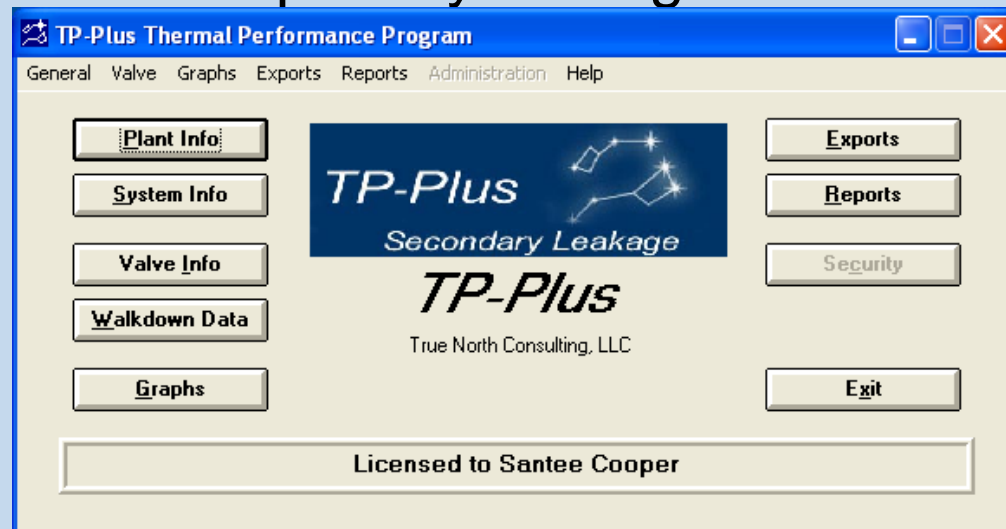 TP-Plus Thermal Performance Program
General Valve Graphs Exports Reports Administration Help
Plant Info
System Info
Valve Info
Walkdown Data
Graphs
TP-Plus
Secondary Leakage
TP-Plus
True North Consulting, LLC
Exports
Reports
Security
Exit
Licensed to Santee Cooper